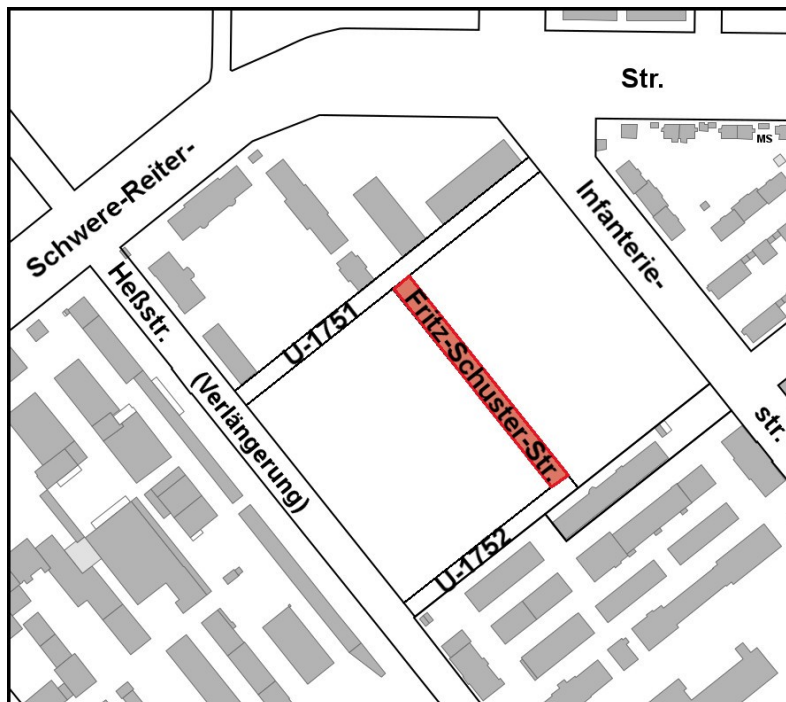 Str.
MS
Schwere-Reiter-
Infanterie-
Heßstr.
U-1751
Fritz-Schuster-Str.
(Verlängerung)
str.
U-1752